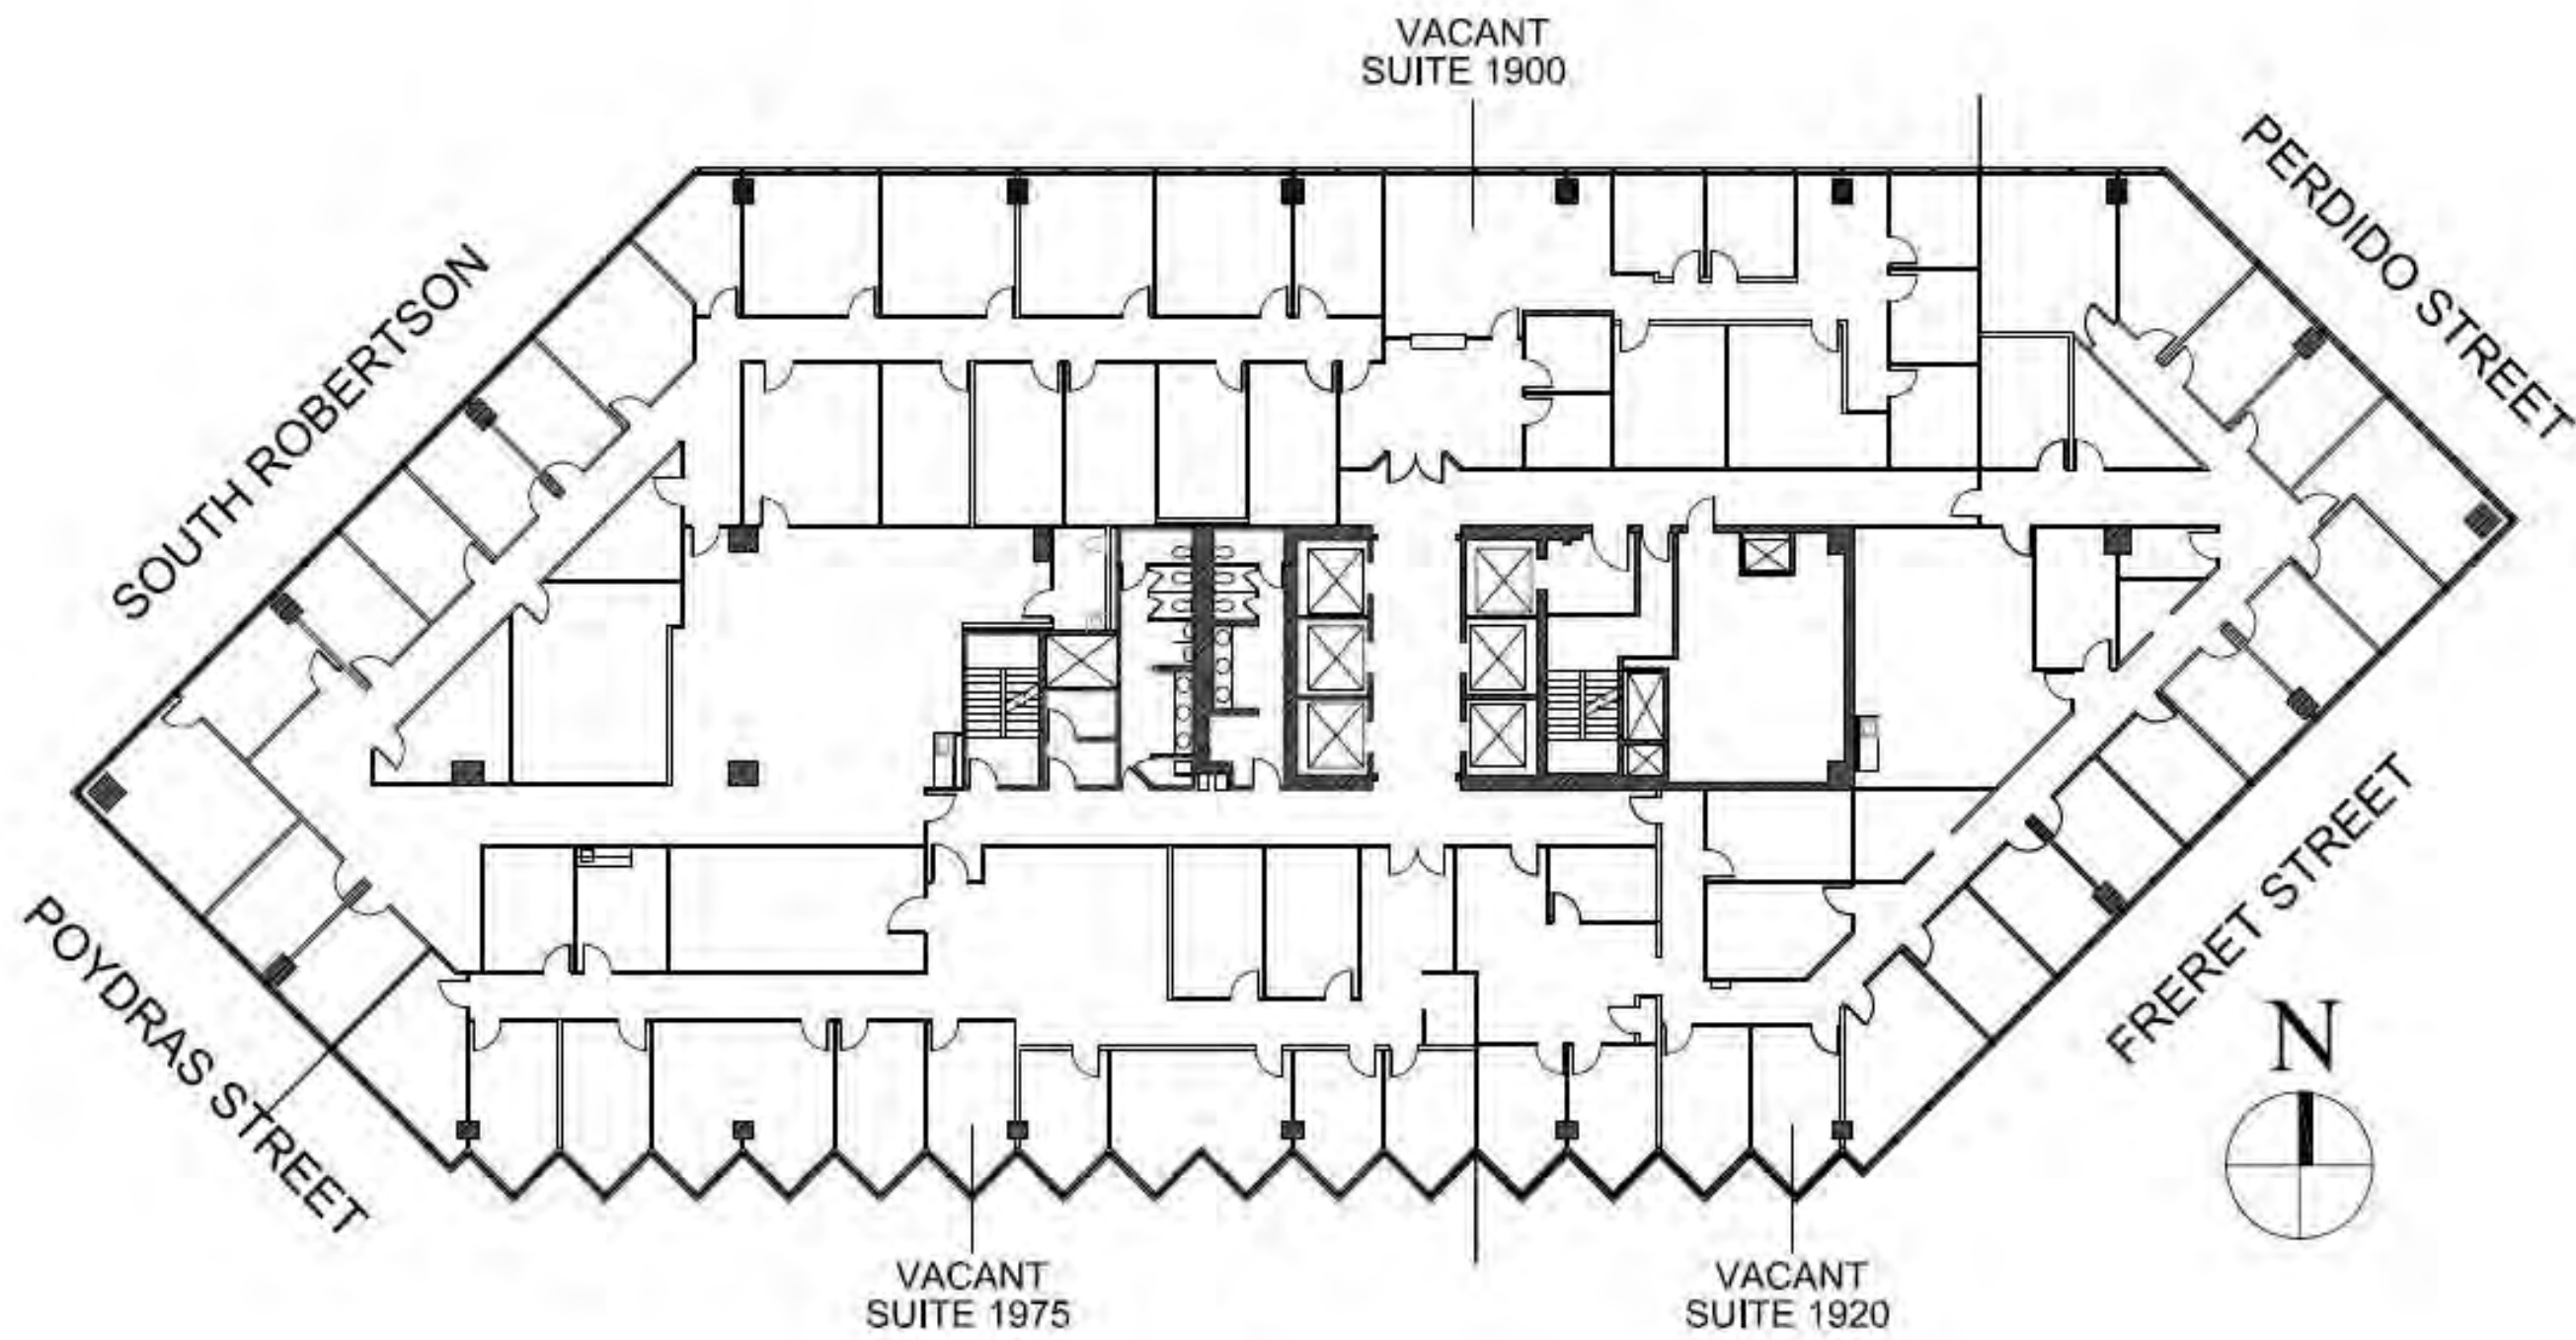 VACANT
SUITE 1900
PERDIDO STREET
SOUTH ROBERTSON
POYDRAS STREET
FRERET STREET
N
VACANT
SUITE 1975
VACANT
SUITE 1920